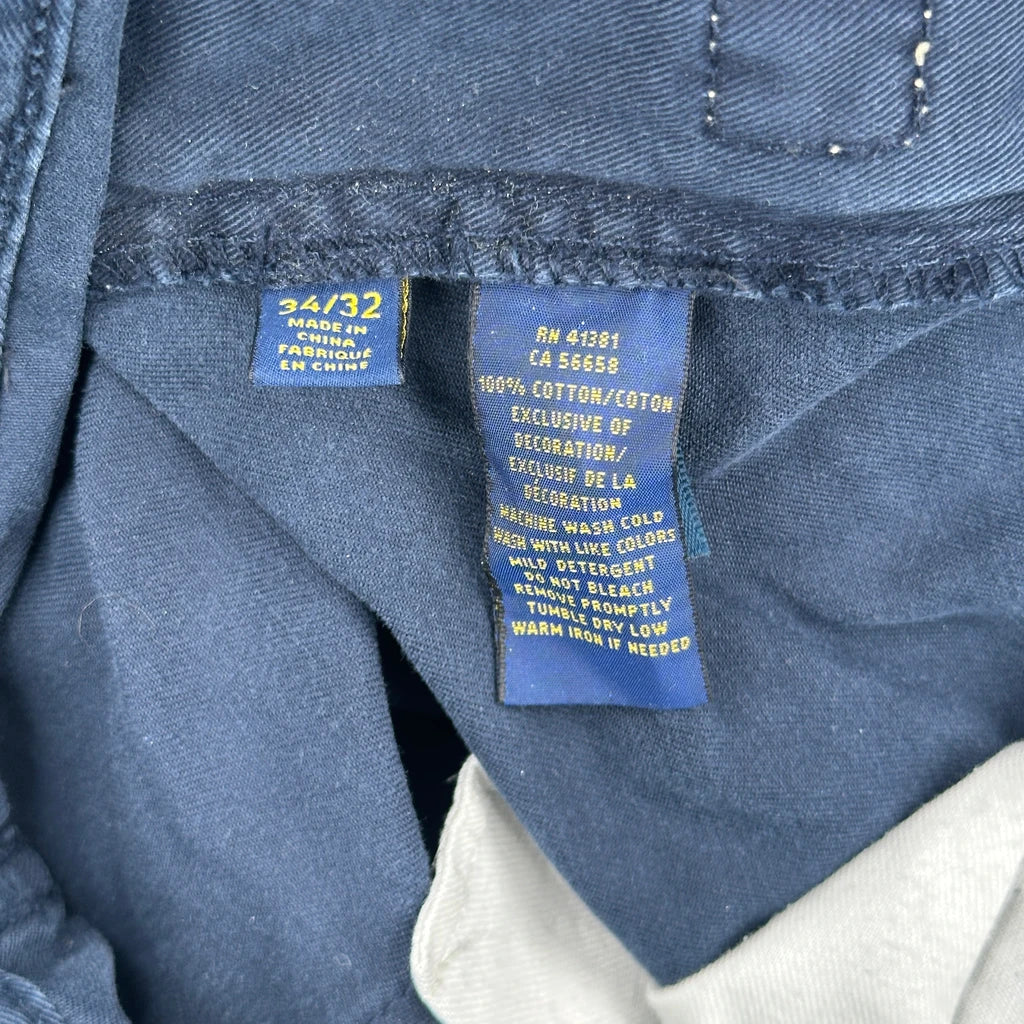 34/32
MADE IN
CHINA
FABRIQUÉ
EN CHINE
RN 41381
CA 56658
100% COTTON/COTON
EXCLUSIVE OF
DECORATION/
EXCLUSIF DE LA
DÉCORATION
MACHINE WASH COLD
WASH WITH LIKE COLORS
MILD DETERGENT
DO NOT BLEACH
REMOVE PROMPTLY
TUMBLE DRY LOW
WARM IRON IF NEEDED